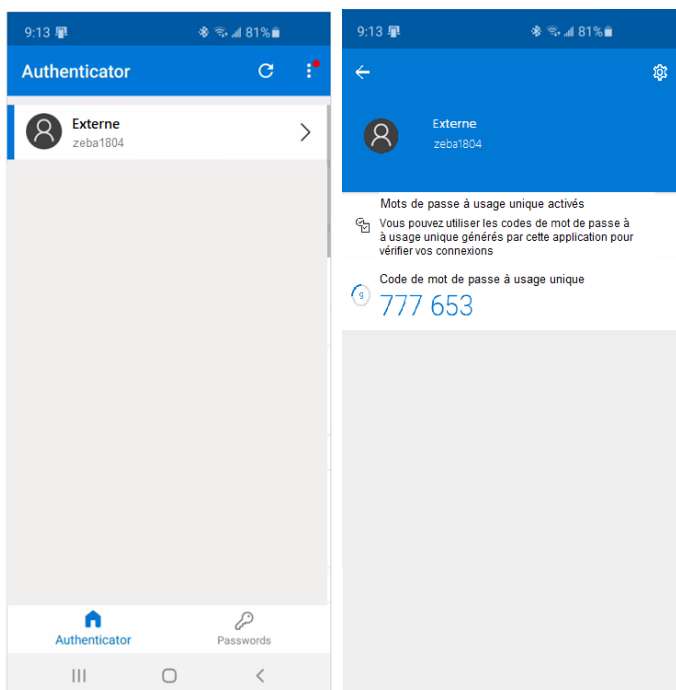 9:13
81%
Authenticator
Externe
zeba1804
Authenticator
Passwords
9:13
81%
Externe
zeba1804
Mots de passe à usage unique activés
Vous pouvez utiliser les codes de mot de passe à
à usage unique générés par cette application pour
vérifier vos connexions
Code de mot de passe à usage unique
9
777 653